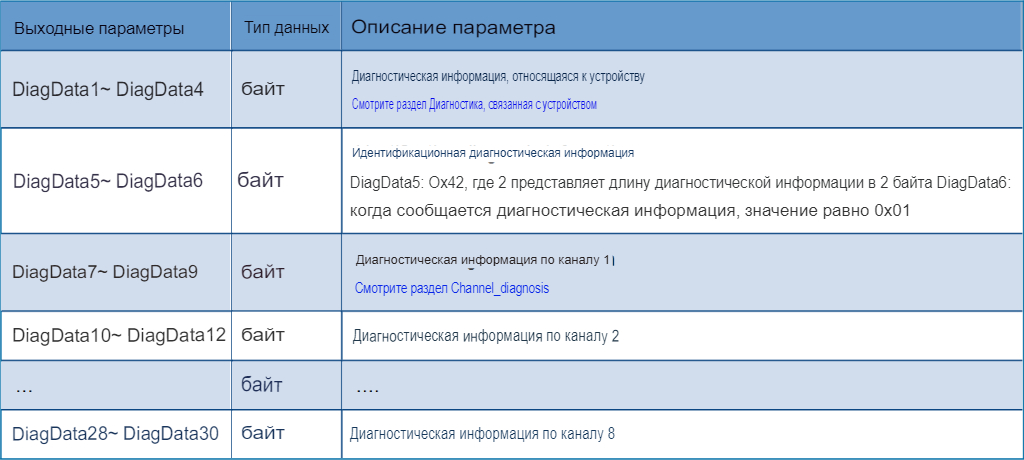 Выходные параметры Тип данных Описание параметра
DiagData1~ DiagData4 байт Диагностическая информация, относящаяся к устройству
Смотрите раздел Диагностика, связанная с устройством
DiagData5~ DiagData6 байт Идентификационная диагностическая информация
DiagData5: Ox42, где 2 представляет длину диагностической информации в 2 байта DiagData6:
когда сообщается диагностическая информация, значение равно 0x01
DiagData7~ DiagData9 байт Диагностическая информация по каналу 1)
Смотрите раздел Channel_diagnosis
DiagData10~ DiagData12 байт Диагностическая информация по каналу 2
... байт ....
DiagData28~ DiagData30 байт Диагностическая информация по каналу 8